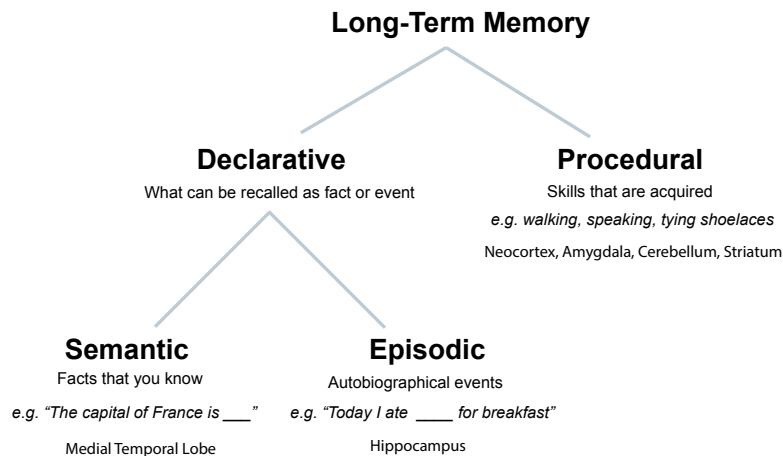 Long-Term Memory
Declarative
What can be recalled as fact or event
Procedural
Skills that are acquired
e.g. walking, speaking, tying shoelaces
Neocortex, Amygdala, Cerebellum, Striatum
Semantic
Facts that you know
e.g. “The capital of France is ___”
Medial Temporal Lobe
Episodic
Autobiographical events
e.g. “Today I ate ____ for breakfast”
Hippocampus